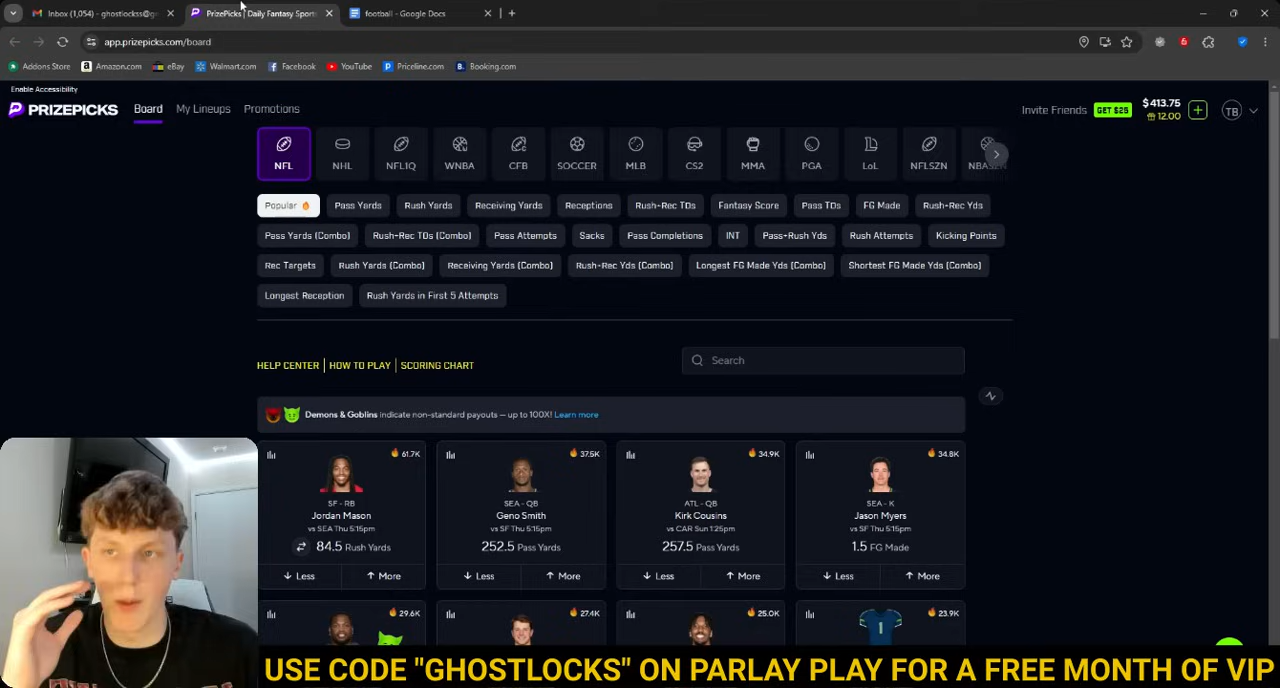 Inbox (1,054) - ghostlockss@g
PrizePicks | Daily Fantasy Sports
football - Google Docs
app.prizepicks.com/board
Addons Store
Amazon.com
eBay
Walmart.com
Facebook
YouTube
Priceline.com
Booking.com
Enable Accessibility
PRIZEPICKS
Board
My Lineups
Promotions
Invite Friends
GET $25
$413.75
12.00
TB
NFL
NHL
NFLIQ
WNBA
CFB
SOCCER
MLB
CS2
MMA
PGA
LoL
NFLSZN
Popular
Pass Yards
Rush Yards
Receiving Yards
Receptions
Rush-Rec TDs
Fantasy Score
Pass TDs
FG Made
Rush+Rec Yds
Pass Yards (Combo)
Rush-Rec TDs (Combo)
Pass Attempts
Sacks
Pass Completions
INT
Pass+Rush Yds
Rush Attempts
Kicking Points
Rec Targets
Rush Yards (Combo)
Receiving Yards (Combo)
Rush+Rec Yds (Combo)
Longest FG Made Yds (Combo)
Shortest FG Made Yds (Combo)
Longest Reception
Rush Yards in First 5 Attempts
HELP CENTER | HOW TO PLAY | SCORING CHART
Search
Demons & Goblins indicate non-standard payouts — up to 100X! Learn more
61.7K
SF - RB
Jordan Mason
vs SEA Thu 5:15pm
84.5 Rush Yards
Less
More
37.5K
SEA - QB
Geno Smith
vs SF Thu 5:15pm
252.5 Pass Yards
Less
More
34.9K
ATL - QB
Kirk Cousins
vs CAR Sun 1:25pm
257.5 Pass Yards
Less
More
34.8K
SEA - K
Jason Myers
vs SF Thu 5:15pm
1.5 FG Made
Less
More
29.6K
27.4K
25.0K
23.9K
1
USE CODE "GHOSTLOCKS" ON PARLAY PLAY FOR A FREE MONTH OF VIP